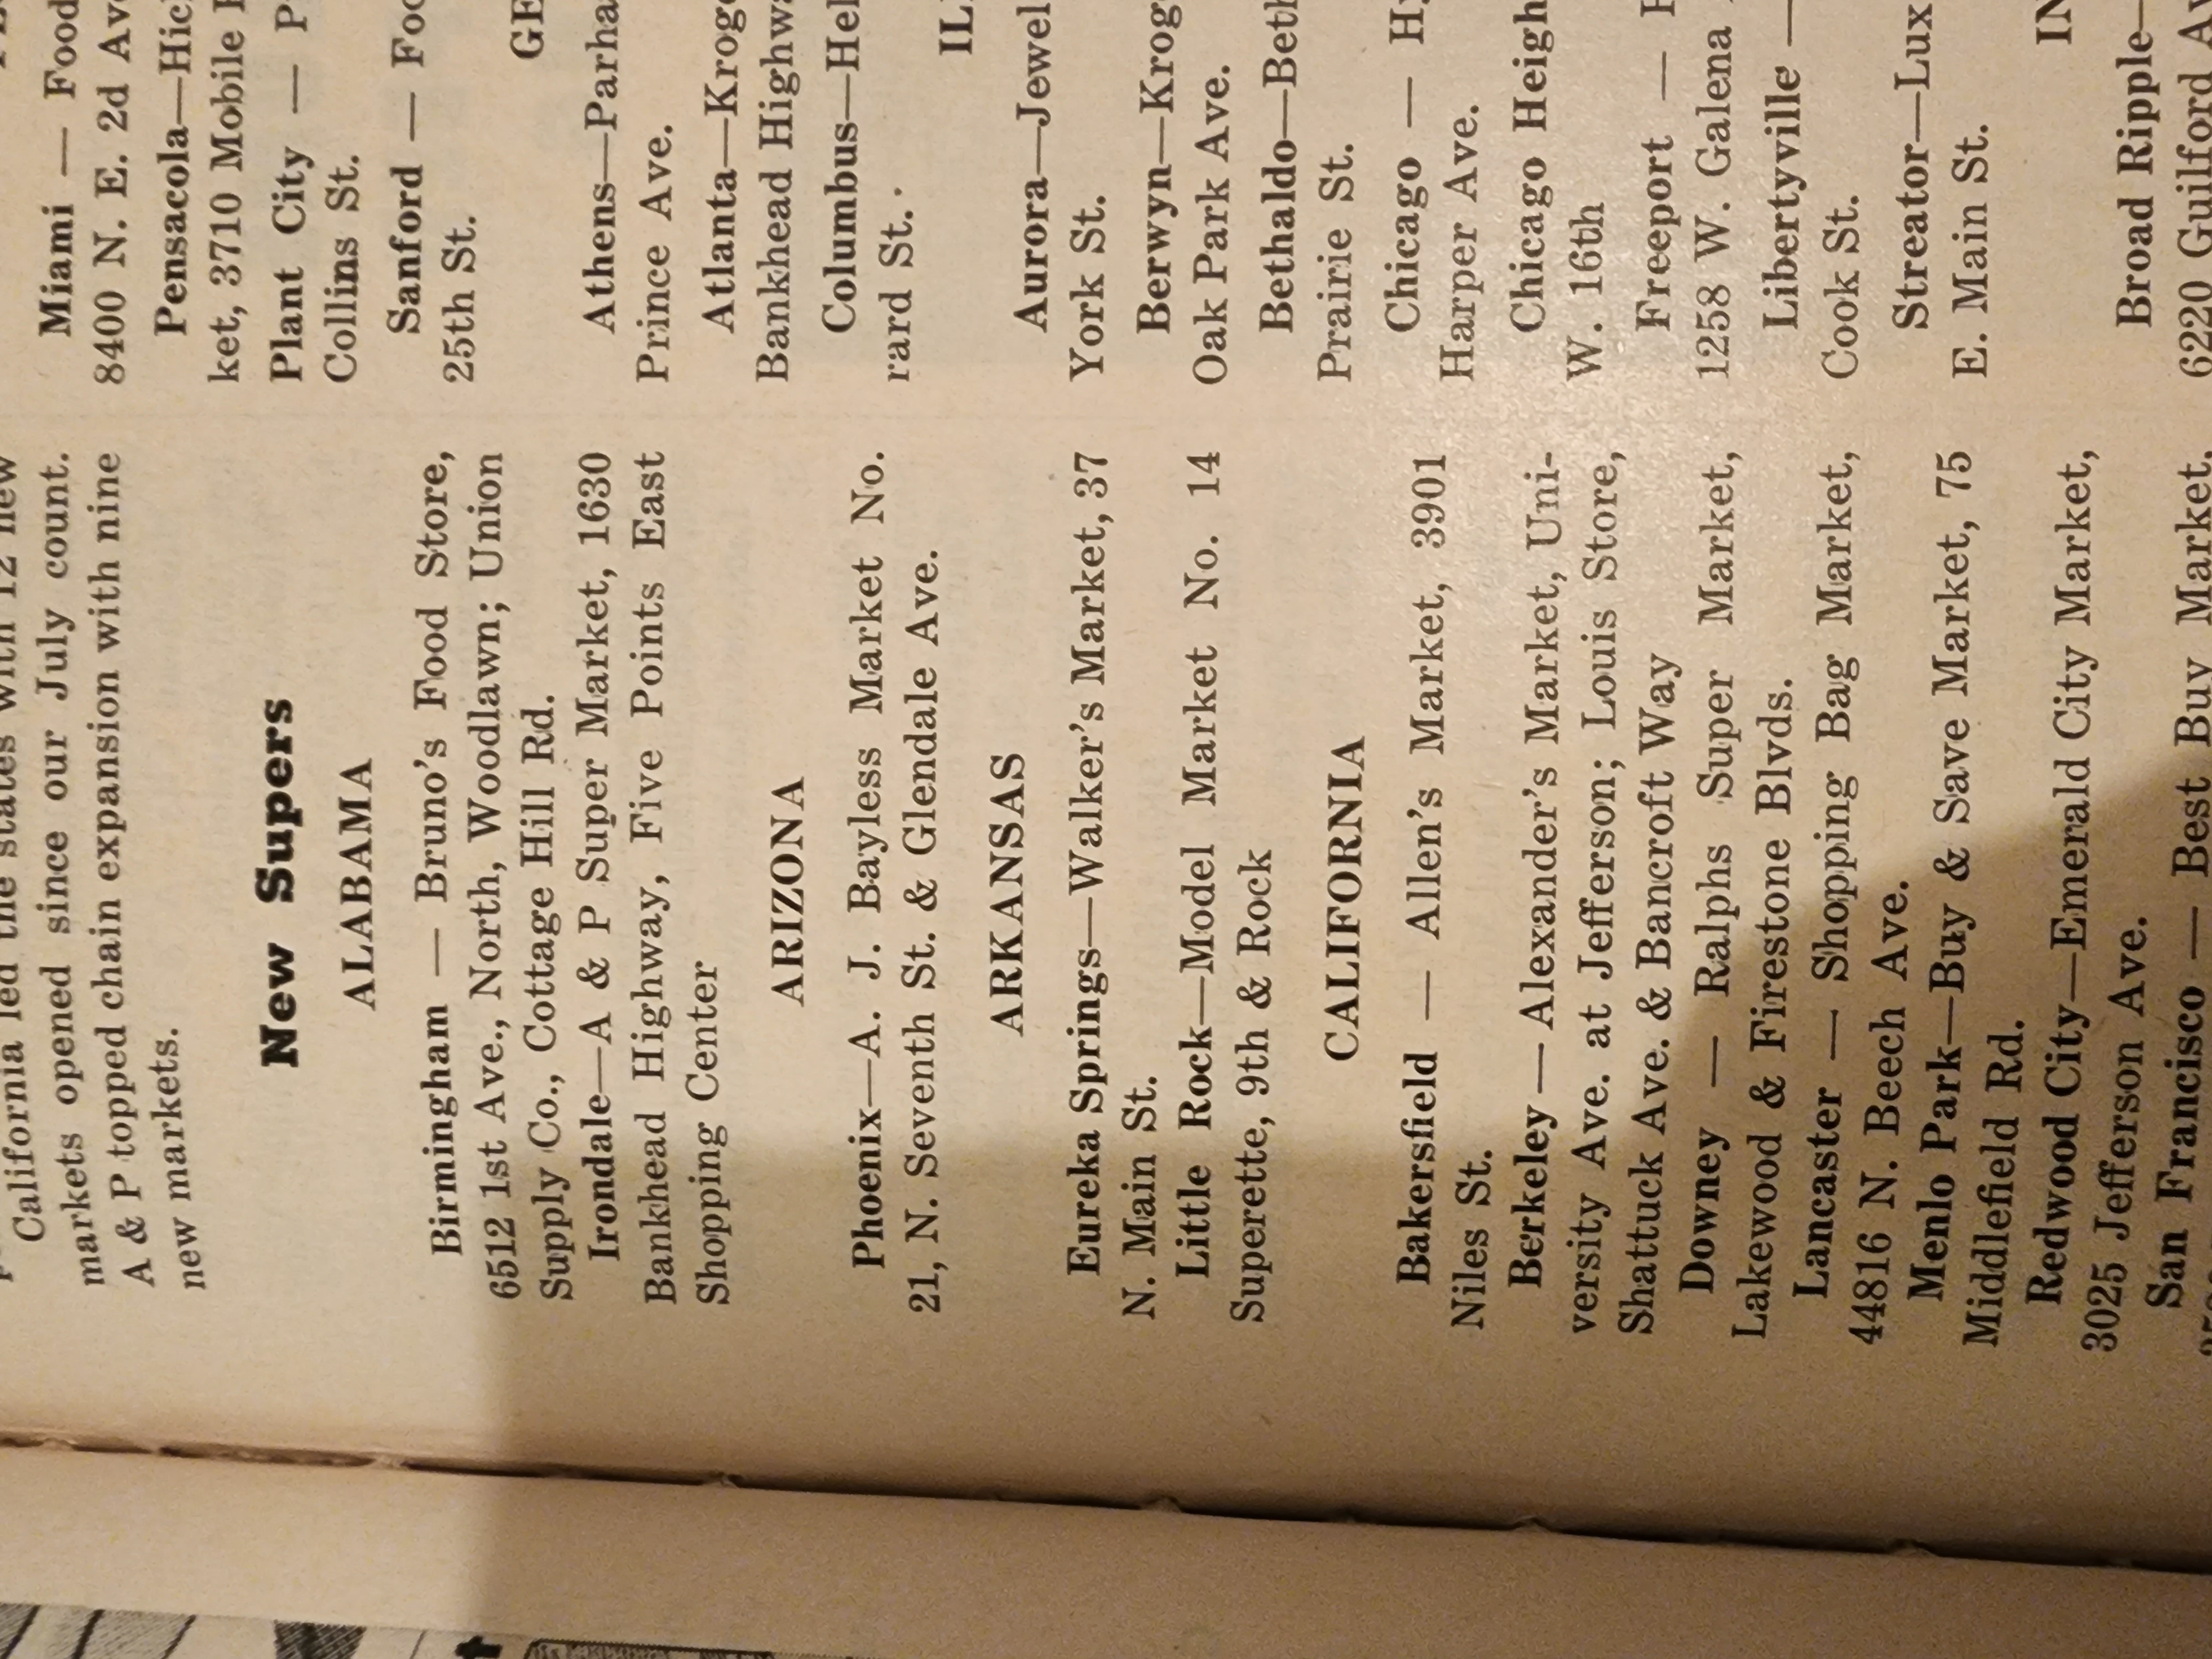 California led the states with 12 new
markets opened since our July count.
A & P topped chain expansion with nine
new markets.
New Supers
ALABAMA
Birmingham — Bruno's Food Store,
6512 1st Ave., North, Woodlawn; Union
Supply Co., Cottage Hill Rd.
Irondale—A & P Super Market, 1630
Bankhead Highway, Five Points East
Shopping Center
ARIZONA
Phoenix—A. J. Bayless Market No.
21, N. Seventh St. & Glendale Ave.
ARKANSAS
Eureka Springs—Walker's Market, 37
N. Main St.
Little Rock—Model Market No. 14
Superette, 9th & Rock
CALIFORNIA
Bakersfield — Allen's Market, 3901
Niles St.
Berkeley — Alexander's Market, Uni-
versity Ave. at Jefferson; Louis Store,
Shattuck Ave. & Bancroft Way
Downey — Ralphs Super Market,
Lakewood & Firestone Blvds.
Lancaster — Shopping Bag Market,
44816 N. Beech Ave.
Menlo Park—Buy & Save Market, 75
Middlefield Rd.
Redwood City—Emerald City Market,
3025 Jefferson Ave.
San Francisco — Best Buy Market,
Miami — Food
8400 N. E. 2d Av
Pensacola—Hic
ket, 3710 Mobile
Plant City — P
Collins St.
Sanford — Foo
25th St.
GE
Athens—Parha
Prince Ave.
Atlanta—Krog
Bankhead Highw
Columbus—Hel
rard St.
IL
Aurora—Jewel
York St.
Berwyn—Krog
Oak Park Ave.
Bethaldo—Beth
Prairie St.
Chicago — Hy
Harper Ave.
Chicago Heigh
W. 16th
Freeport —
1258 W. Galena
Libertyville —
Cook St.
Streator—Lux
E. Main St.
IN
Broad Ripple—
6220 Guilford Av